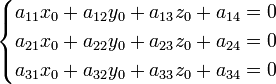 a₁₁x₀ + a₁₂y₀ + a₁₃z₀ + a₁₄ = 0
a₂₁x₀ + a₂₂y₀ + a₂₃z₀ + a₂₄ = 0
a₃₁x₀ + a₃₂y₀ + a₃₃z₀ + a₃₄ = 0